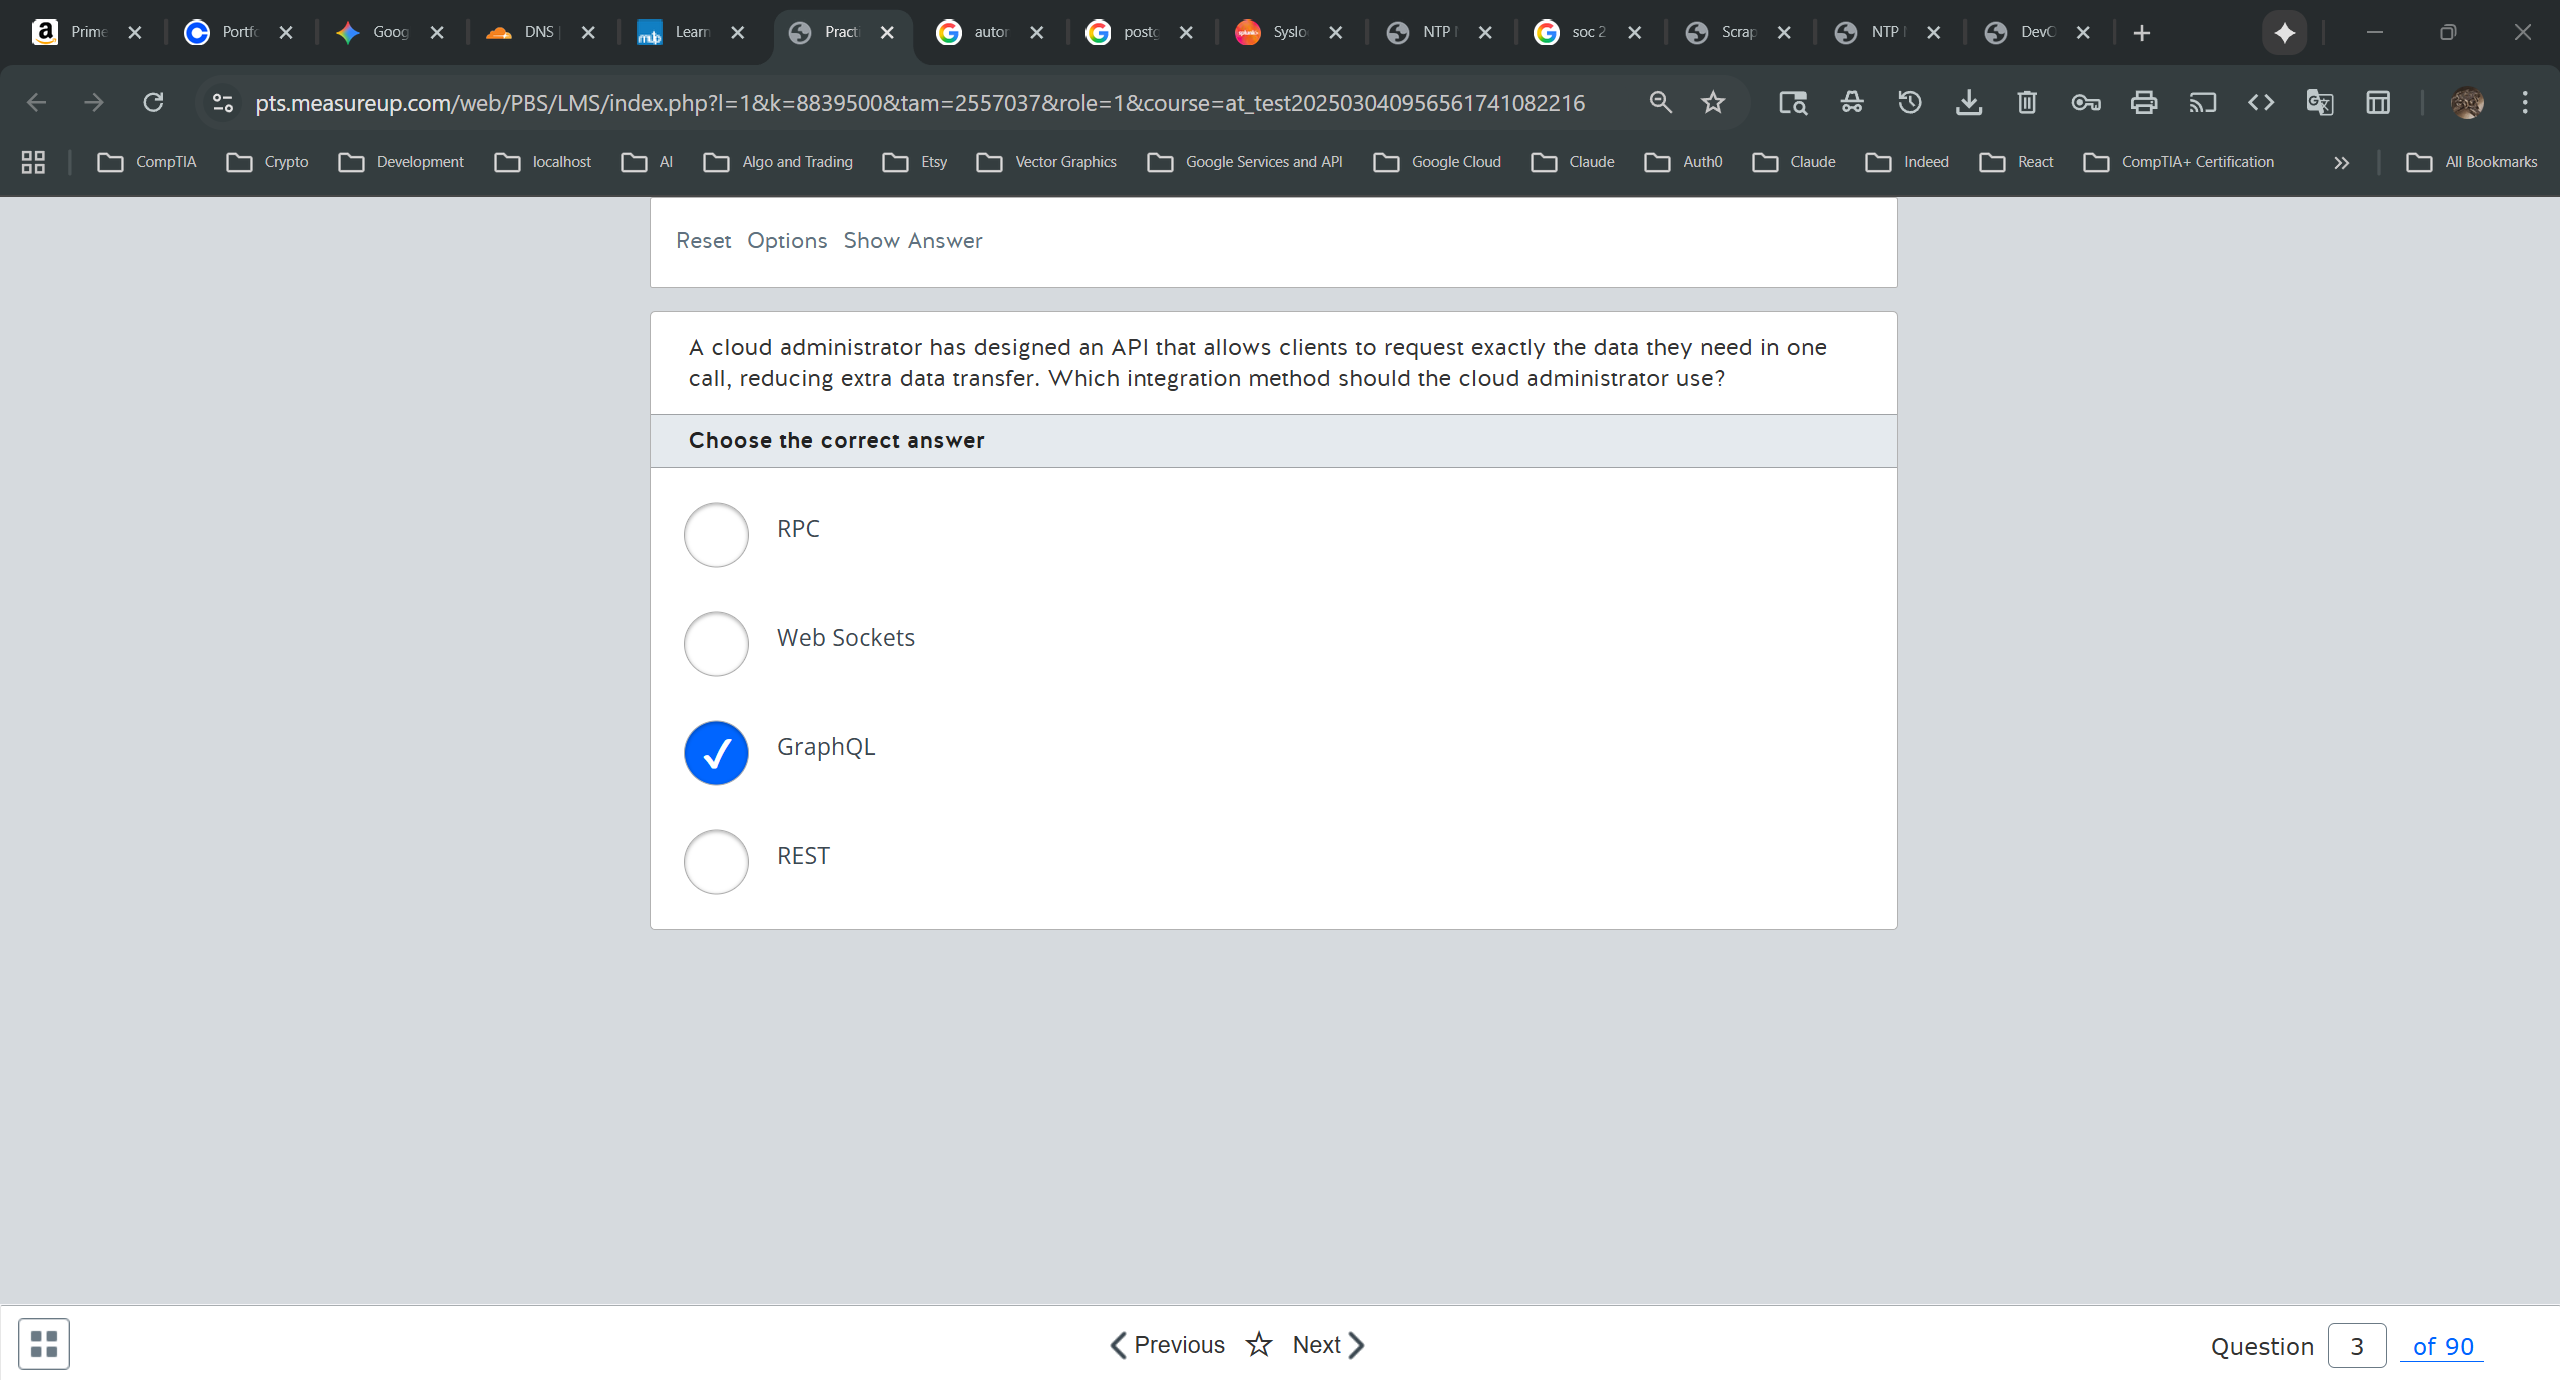 Prime
Portfo
Goog
DNS
Learn
Practi
autor
postg
Syslo
NTP
soc 2
Scrap
NTP
DevO
pts.measureup.com/web/PBS/LMS/index.php?l=1&k=8839500&tam=2557037&role=1&course=at_test202503040956561741082216
CompTIA
Crypto
Development
localhost
AI
Algo and Trading
Etsy
Vector Graphics
Google Services and API
Google Cloud
Claude
Auth0
Claude
Indeed
React
CompTIA+ Certification
All Bookmarks
Reset Options Show Answer
A cloud administrator has designed an API that allows clients to request exactly the data they need in one
call, reducing extra data transfer. Which integration method should the cloud administrator use?
Choose the correct answer
RPC
Web Sockets
GraphQL
REST
Previous
Next
Question 3 of 90